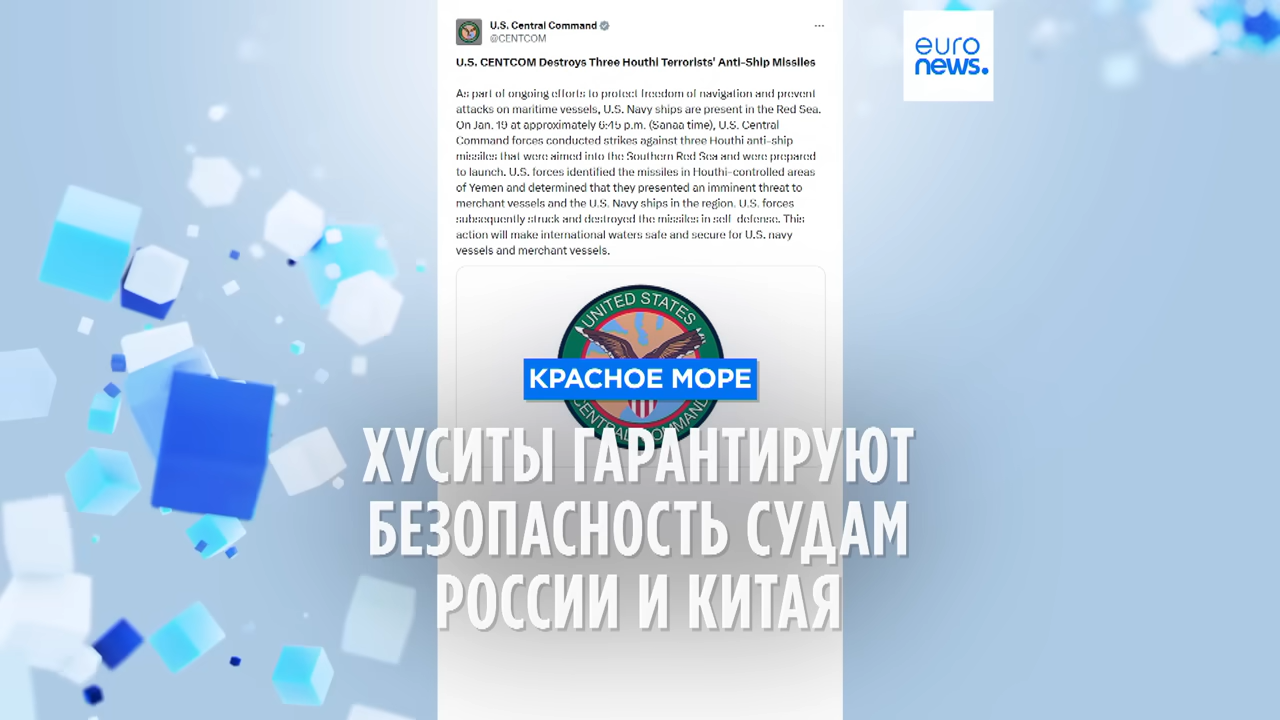 U.S. Central Command
@CENTCOM
U.S. CENTCOM Destroys Three Houthi Terrorists' Anti-Ship Missiles
As part of ongoing efforts to protect freedom of navigation and prevent
attacks on maritime vessels, U.S. Navy ships are present in the Red Sea.
On Jan. 19 at approximately 6:45 p.m. (Sanaa time), U.S. Central
Command forces conducted strikes against three Houthi anti-ship
missiles that were aimed into the Southern Red Sea and were prepared
to launch. U.S. forces identified the missiles in Houthi-controlled areas
of Yemen and determined that they presented an imminent threat to
merchant vessels and the U.S. Navy ships in the region. U.S. forces
subsequently struck and destroyed the missiles in self-defense. This
action will make international waters safe and secure for U.S. navy
vessels and merchant vessels.
euro
news.
UNITED STATES
CENTRAL COMMAND
КРАСНОЕ МОРЕ
ХУСИТЫ ГАРАНТИРУЮТ
БЕЗОПАСНОСТЬ СУДАМ
РОССИИ И КИТАЯ